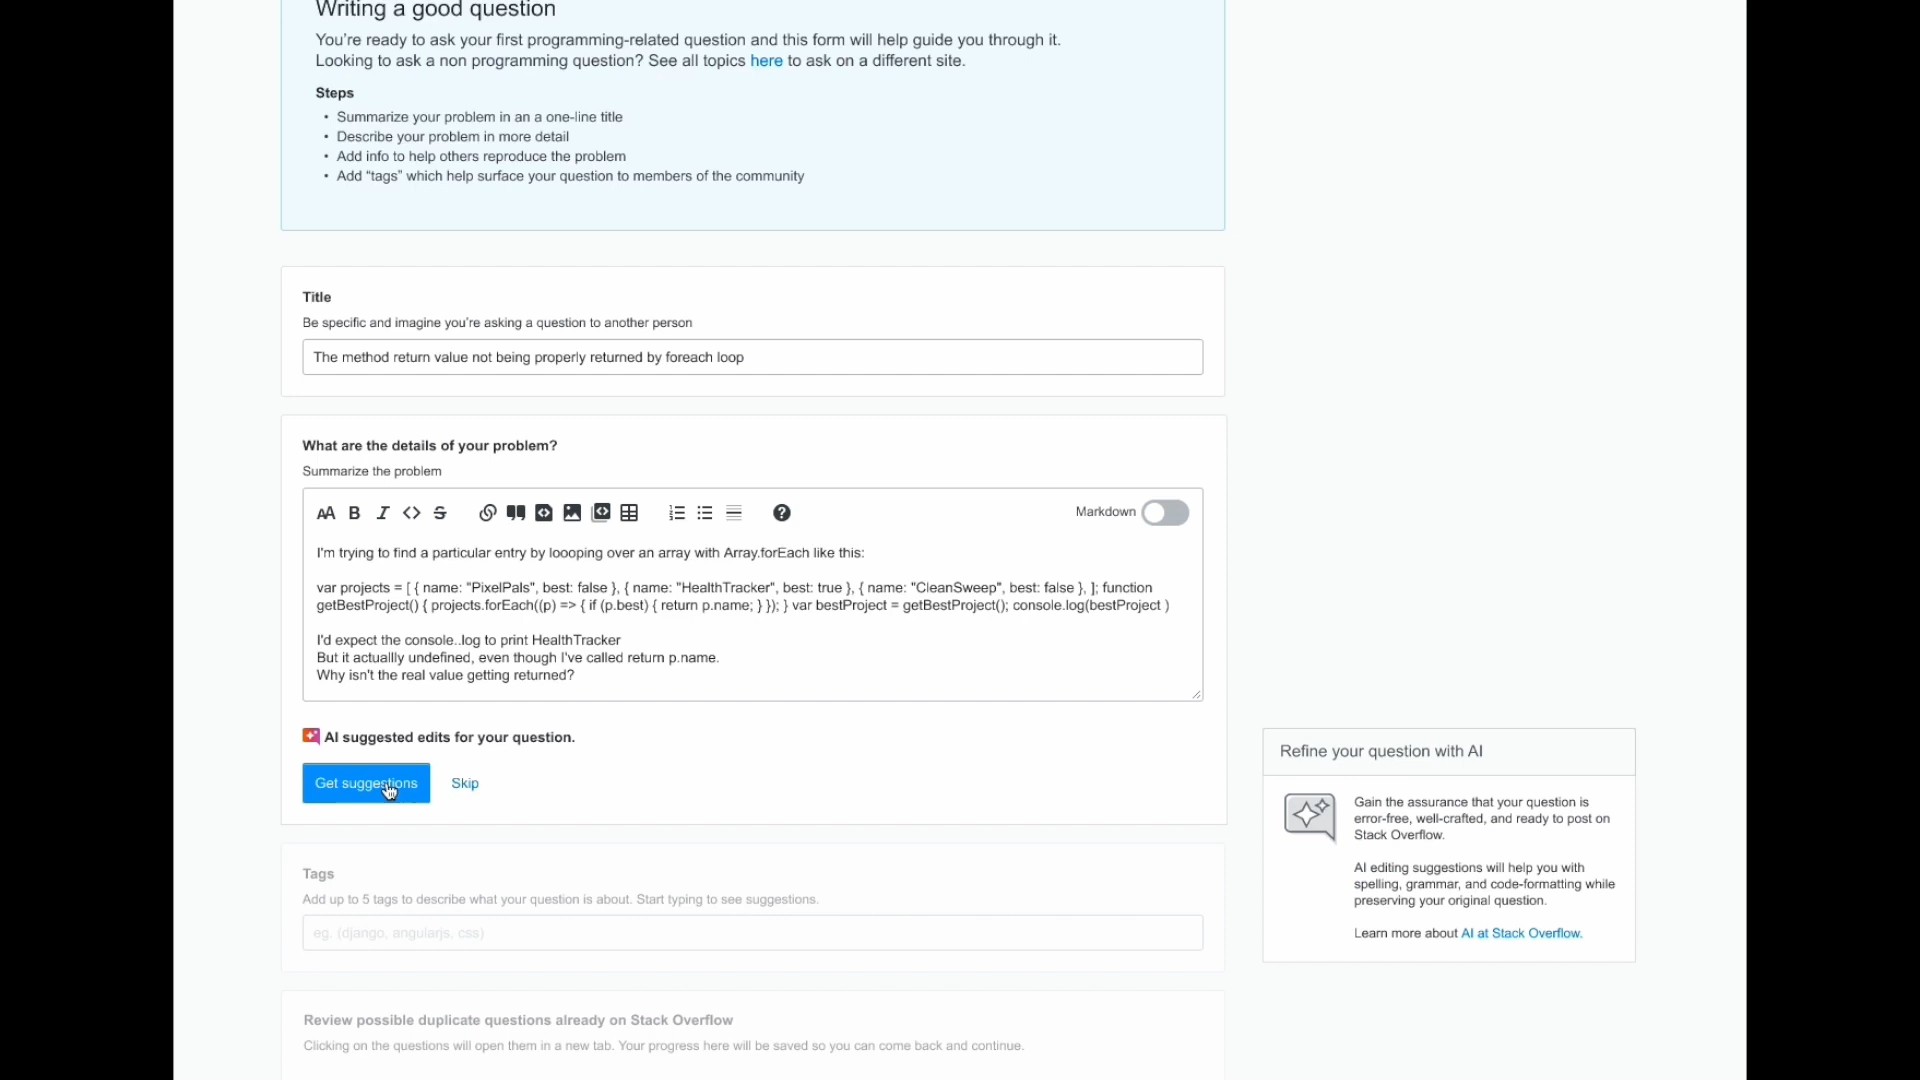 Writing a good question
You're ready to ask your first programming-related question and this form will help guide you through it.
Looking to ask a non programming question? See all topics here to ask on a different site.
Steps
• Summarize your problem in an a one-line title
• Describe your problem in more detail
• Add info to help others reproduce the problem
• Add “tags” which help surface your question to members of the community
Title
Be specific and imagine you're asking a question to another person
The method return value not being properly returned by foreach loop
What are the details of your problem?
Summarize the problem
Markdown
I'm trying to find a particular entry by loooping over an array with Array.forEach like this:
var projects = [ { name: "PixelPals", best: false }, { name: "HealthTracker", best: true }, { name: "CleanSweep", best: false }, ]; function
getBestProject() { projects.forEach((p) => { if (p.best) { return p.name; } }); } var bestProject = getBestProject(); console.log(bestProject )
I'd expect the console..log to print HealthTracker
But it actuallly undefined, even though I've called return p.name.
Why isn't the real value getting returned?
AI suggested edits for your question.
Get suggestions Skip
Refine your question with AI
Gain the assurance that your question is
error-free, well-crafted, and ready to post on
Stack Overflow.
AI editing suggestions will help you with
spelling, grammar, and code-formatting while
preserving your original question.
Learn more about AI at Stack Overflow.
Tags
Add up to 5 tags to describe what your question is about. Start typing to see suggestions.
eg. (django, angularjs, css)
Review possible duplicate questions already on Stack Overflow
Clicking on the questions will open them in a new tab. Your progress here will be saved so you can come back and continue.